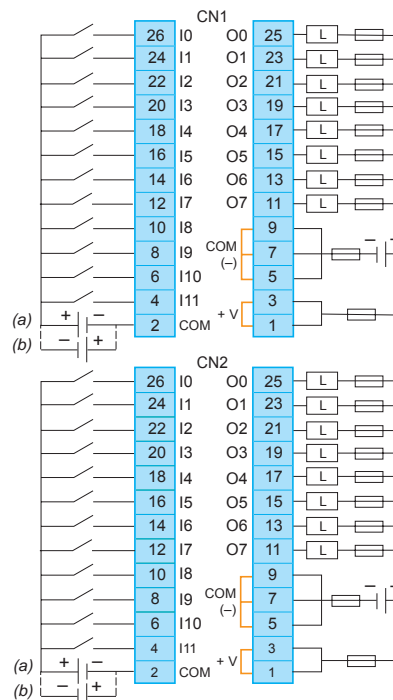 CN1
26 I0 O0 25 L
24 I1 O1 23 L
22 I2 O2 21 L
20 I3 O3 19 L
18 I4 O4 17 L
16 I5 O5 15 L
14 I6 O6 13 L
12 I7 O7 11 L
10 I8 9
8 I9 COM (–) 7 – –
6 I10 5
4 I11 3
(a) + – 2 COM + V 1
(b) – +
CN2
26 I0 O0 25 L
24 I1 O1 23 L
22 I2 O2 21 L
20 I3 O3 19 L
18 I4 O4 17 L
16 I5 O5 15 L
14 I6 O6 13 L
12 I7 O7 11 L
10 I8 9
8 I9 COM (–) 7 – –
6 I10 5
4 I11 3
(a) + – 2 COM + V 1
(b) – +